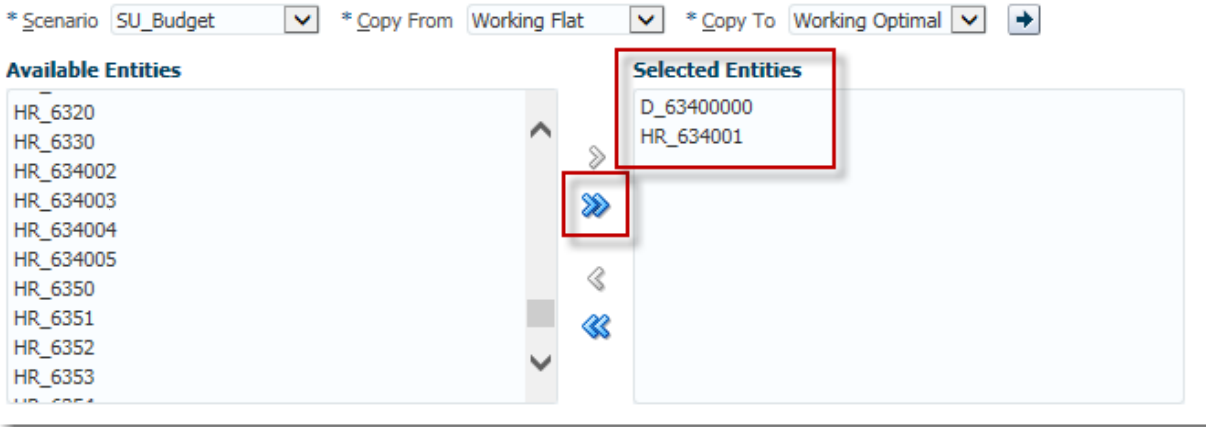 * Scenario SU_Budget * Copy From Working Flat * Copy To Working Optimal
Available Entities
HR_6320
HR_6330
HR_634002
HR_634003
HR_634004
HR_634005
HR_6350
HR_6351
HR_6352
HR_6353
Selected Entities
D_63400000
HR_634001